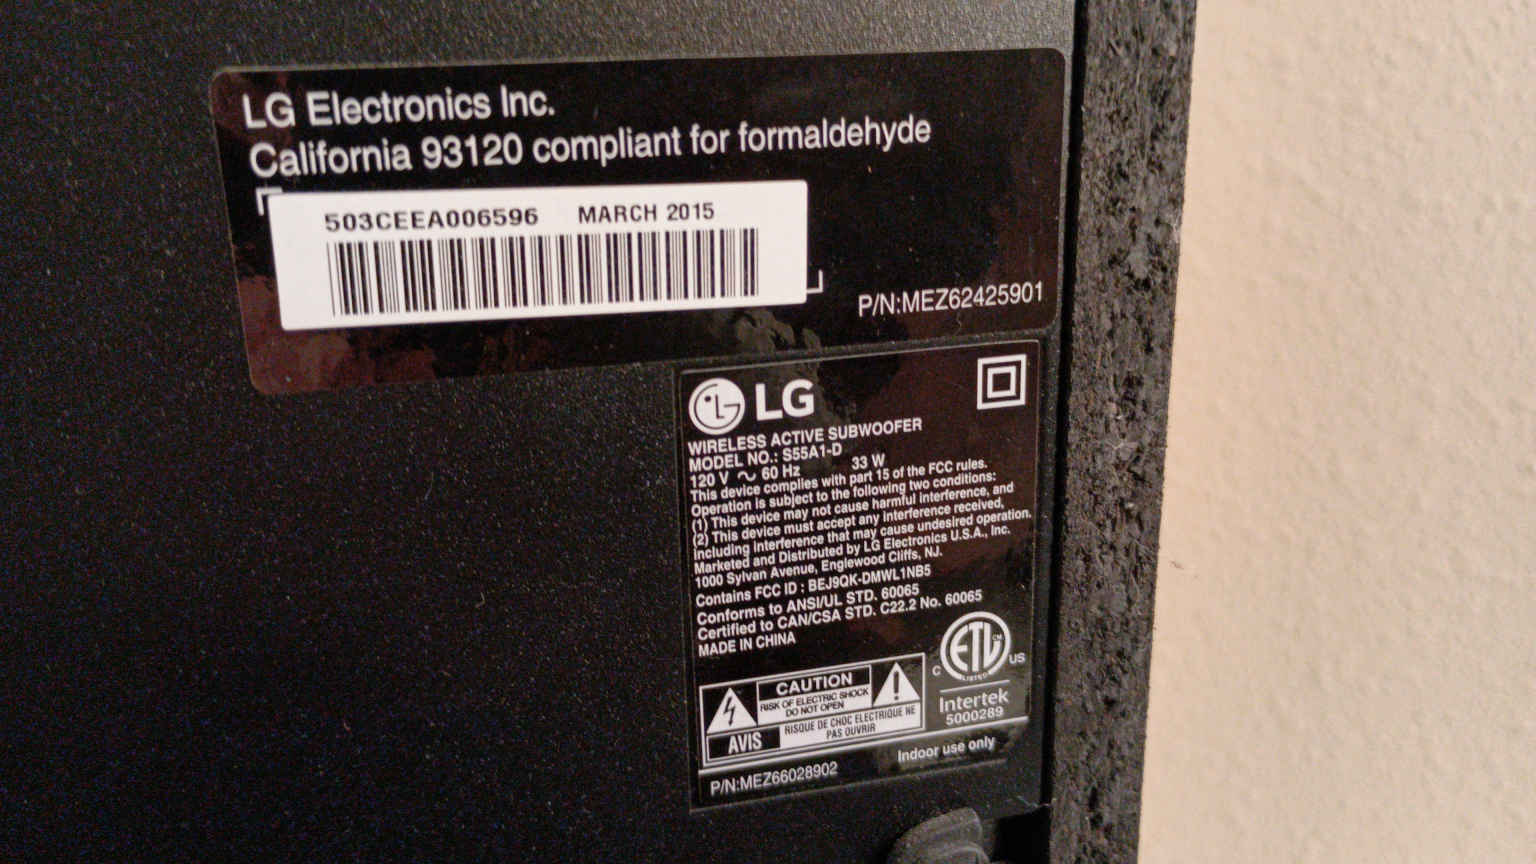 LG Electronics Inc.
California 93120 compliant for formaldehyde
503CEEA006596 MARCH 2015
P/N:MEZ62425901
LG
WIRELESS ACTIVE SUBWOOFER
MODEL NO.: S55A1-D
120 V ~ 60 Hz 33 W
This device complies with part 15 of the FCC rules.
Operation is subject to the following two conditions:
(1) This device may not cause harmful interference, and
(2) This device must accept any interference received,
including interference that may cause undesired operation.
Marketed and Distributed by LG Electronics U.S.A., Inc.
1000 Sylvan Avenue, Englewood Cliffs, NJ.
Contains FCC ID : BEJ9QK-DMWL1NB5
Conforms to ANSI/UL STD. 60065
Certified to CAN/CSA STD. C22.2 No. 60065
MADE IN CHINA
CAUTION
RISK OF ELECTRIC SHOCK
DO NOT OPEN
AVIS
RISQUE DE CHOC ELECTRIQUE NE
PAS OUVRIR
ETL CM
LISTED
C US
Intertek
5000289
Indoor use only
P/N:MEZ66028902